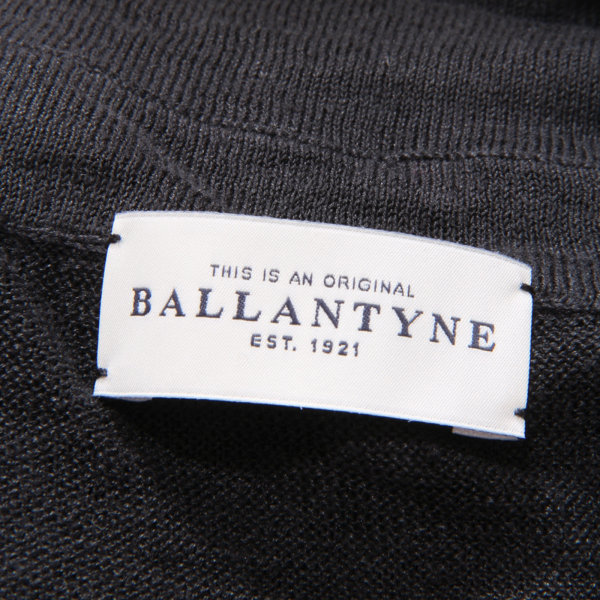 THIS IS AN ORIGINAL
BALLANTYNE
EST. 1921